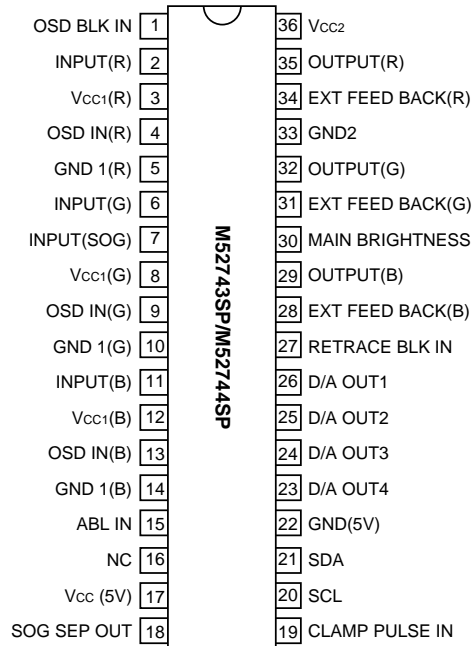 OSD BLK IN 1 36 VCC2
INPUT(R) 2 35 OUTPUT(R)
VCC1(R) 3 34 EXT FEED BACK(R)
OSD IN(R) 4 33 GND2
GND 1(R) 5 32 OUTPUT(G)
INPUT(G) 6 31 EXT FEED BACK(G)
INPUT(SOG) 7 30 MAIN BRIGHTNESS
VCC1(G) 8 29 OUTPUT(B)
OSD IN(G) 9 28 EXT FEED BACK(B)
GND 1(G) 10 27 RETRACE BLK IN
INPUT(B) 11 26 D/A OUT1
VCC1(B) 12 25 D/A OUT2
OSD IN(B) 13 24 D/A OUT3
GND 1(B) 14 23 D/A OUT4
ABL IN 15 22 GND(5V)
NC 16 21 SDA
VCC (5V) 17 20 SCL
SOG SEP OUT 18 19 CLAMP PULSE IN
M52743SP/M52744SP